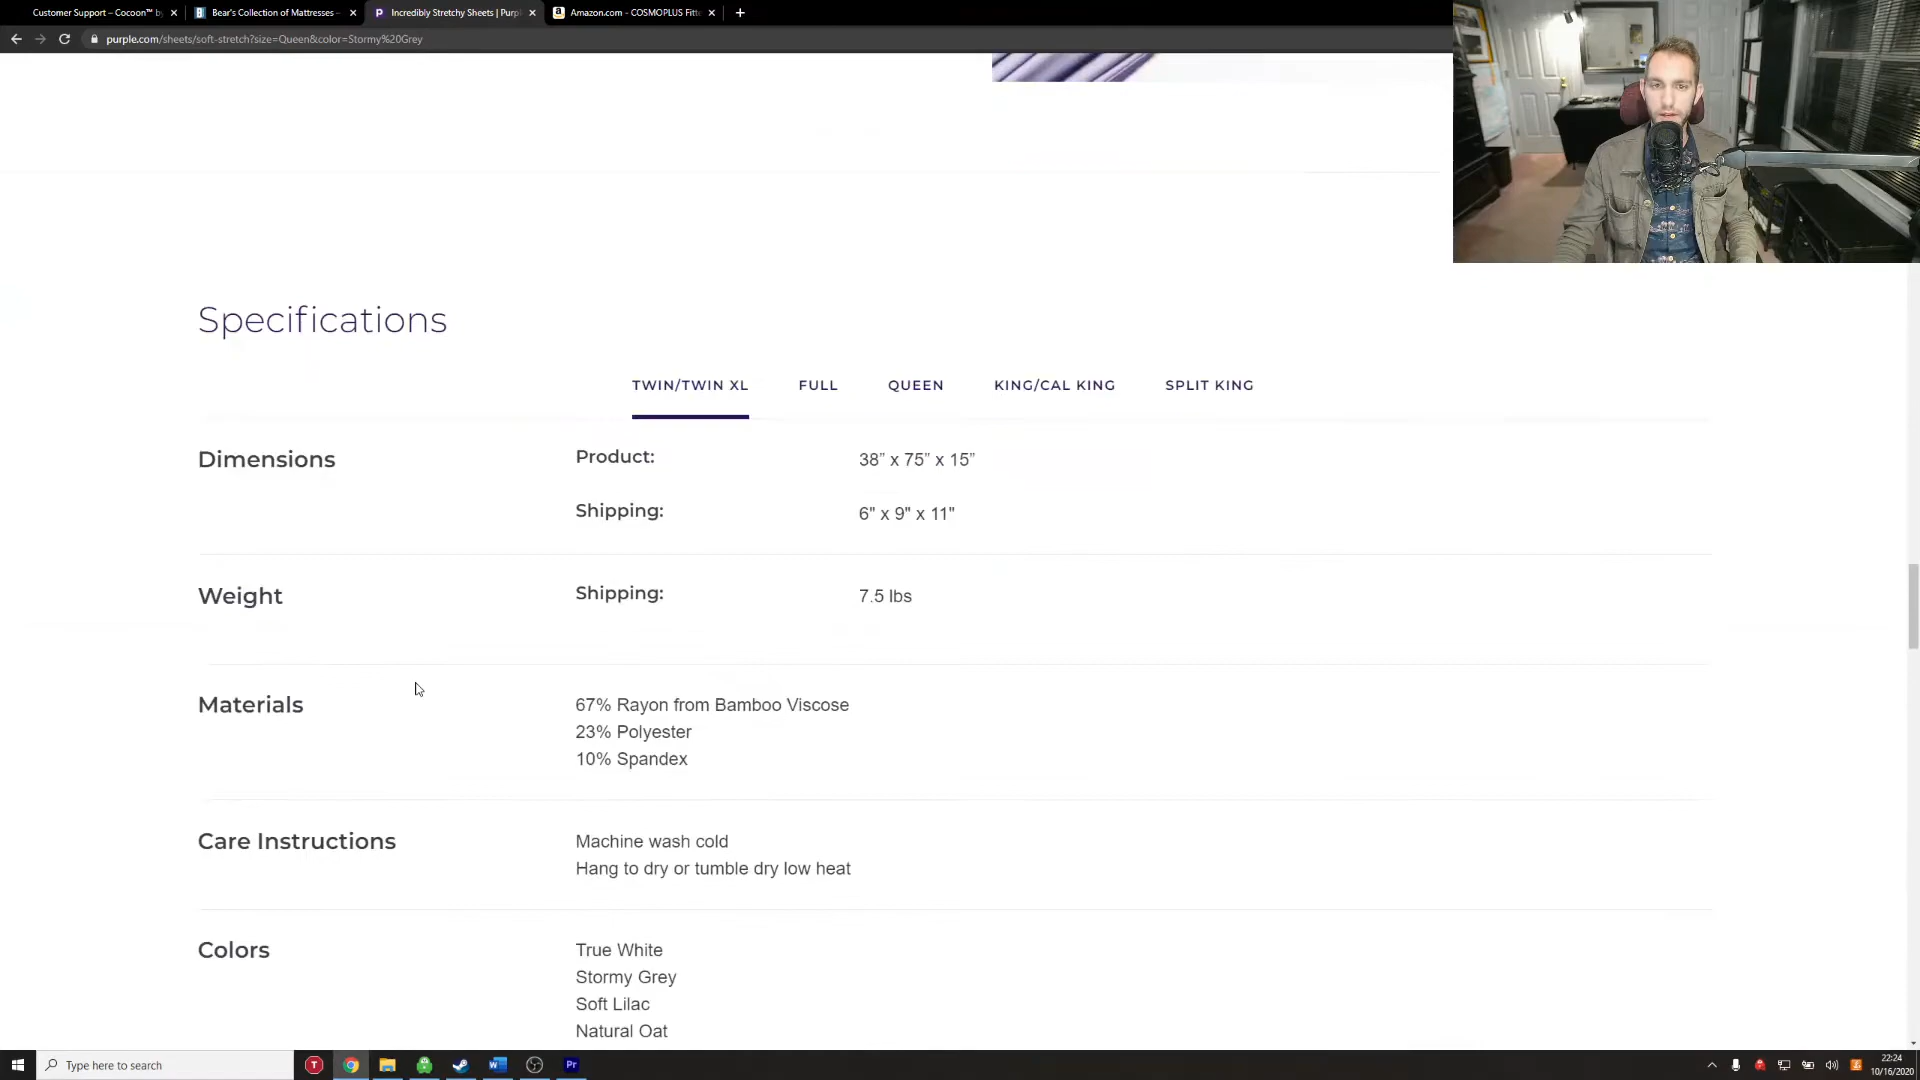 Customer Support – Cocoon™ by
Bear's Collection of Mattresses –
Incredibly Stretchy Sheets | Purpl
Amazon.com - COSMOPLUS Fitte
purple.com/sheets/soft-stretch?size=Queen&color=Stormy%20Grey
Specifications
TWIN/TWIN XL FULL QUEEN KING/CAL KING SPLIT KING
Dimensions Product: 38” x 75” x 15”
Shipping: 6" x 9" x 11"
Weight Shipping: 7.5 lbs
Materials 67% Rayon from Bamboo Viscose
23% Polyester
10% Spandex
Care Instructions Machine wash cold
Hang to dry or tumble dry low heat
Colors True White
Stormy Grey
Soft Lilac
Natural Oat
Type here to search
22:24
10/16/2020